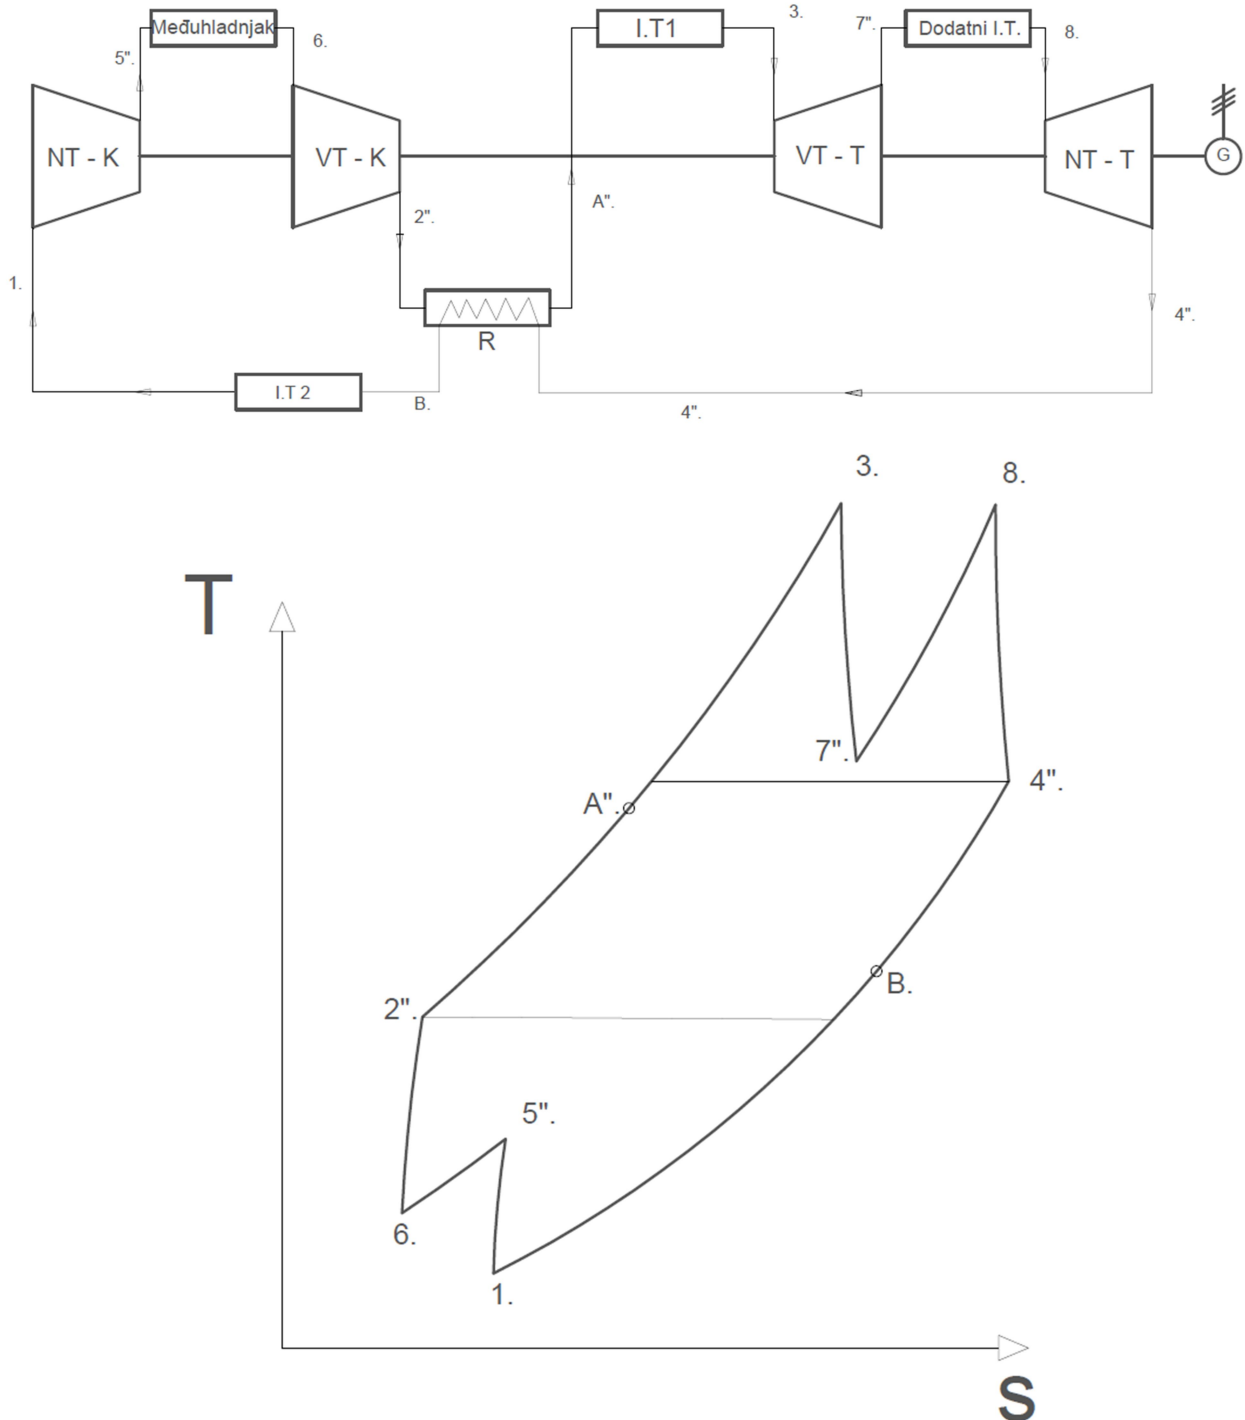 Međuhladnjak
5".
6.
I.T1
3.
7".
Dodatni I.T.
8.
NT - K
VT - K
VT - T
NT - T
G
2".
A".
1.
R
4".
I.T 2
B.
4".
3.
8.
T
7".
4".
A".
B.
2".
5".
6.
1.
S